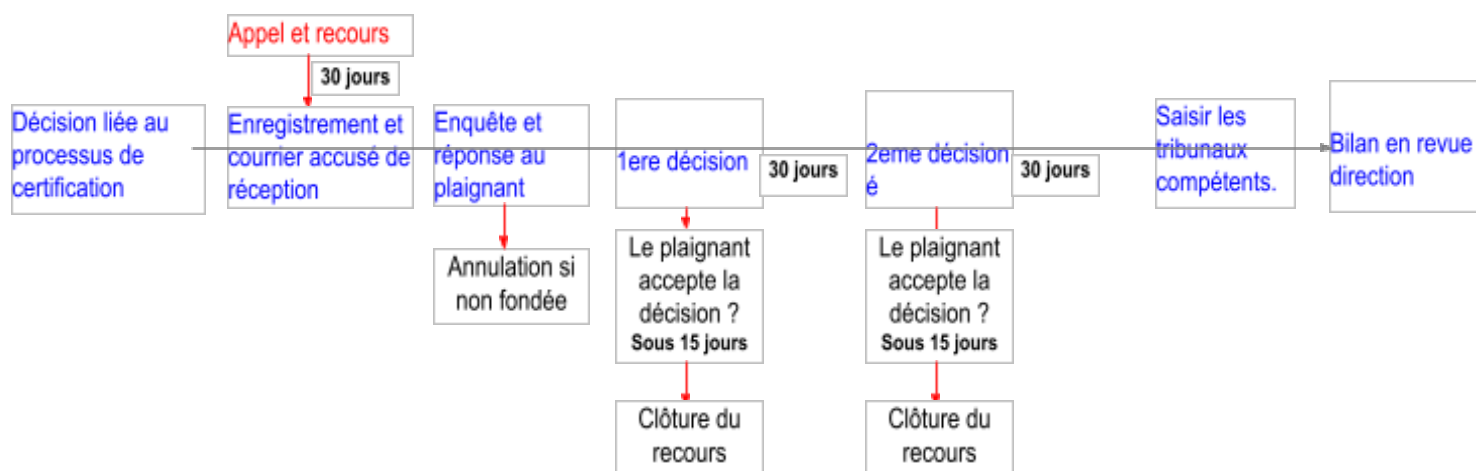 Appel et recours
30 jours
Décision liée au
processus de
certification
Enregistrement et
courrier accusé de
réception
Enquête et
réponse au
plaignant
1ere décision
30 jours
2eme décision
é
30 jours
Saisir les
tribunaux
compétents.
Bilan en revue
direction
Annulation si
non fondée
Le plaignant
accepte la
décision ?
Sous 15 jours
Le plaignant
accepte la
décision ?
Sous 15 jours
Clôture du
recours
Clôture du
recours